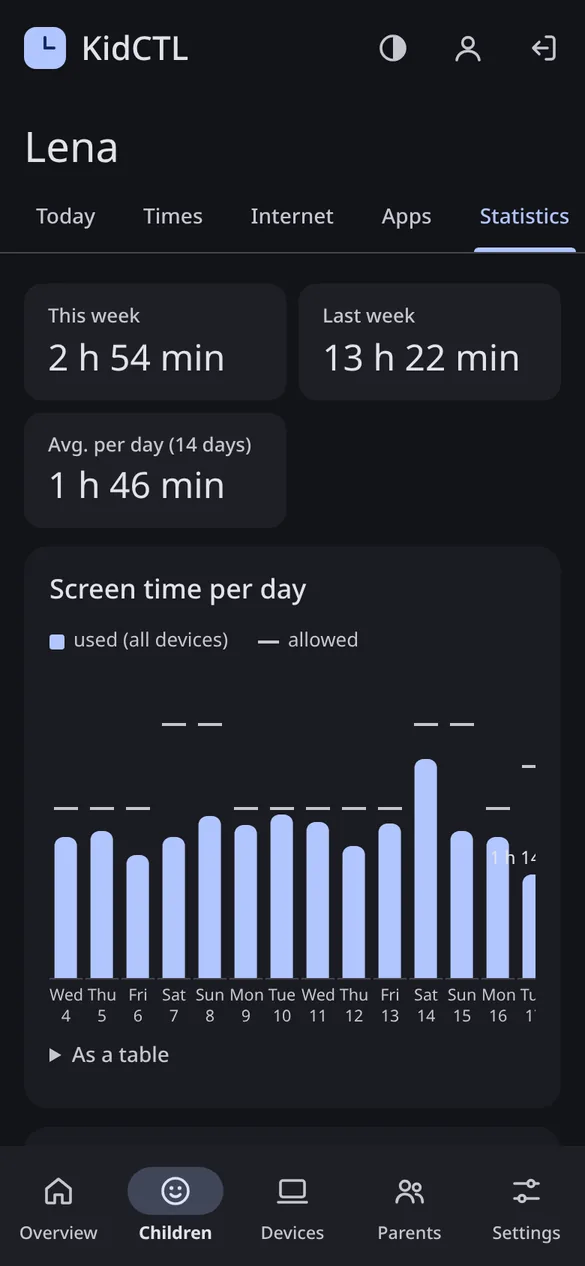 KidCTL
Lena
Today Times Internet Apps Statistics
This week
2 h 54 min
Last week
13 h 22 min
Avg. per day (14 days)
1 h 46 min
Screen time per day
used (all devices) allowed
1 h 14
Wed Thu Fri Sat Sun Mon Tue Wed Thu Fri Sat Sun Mon
4 5 6 7 8 9 10 11 12 13 14 15 16
As a table
Overview Children Devices Parents Settings